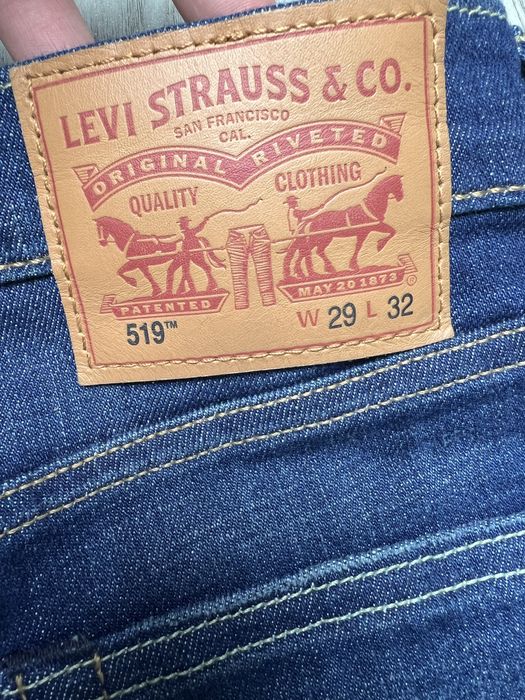 LEVI STRAUSS & CO.
SAN FRANCISCO
CAL.
ORIGINAL RIVETED
QUALITY CLOTHING
PATENTED MAY 20 1873 ®
519™ W 29 L 32